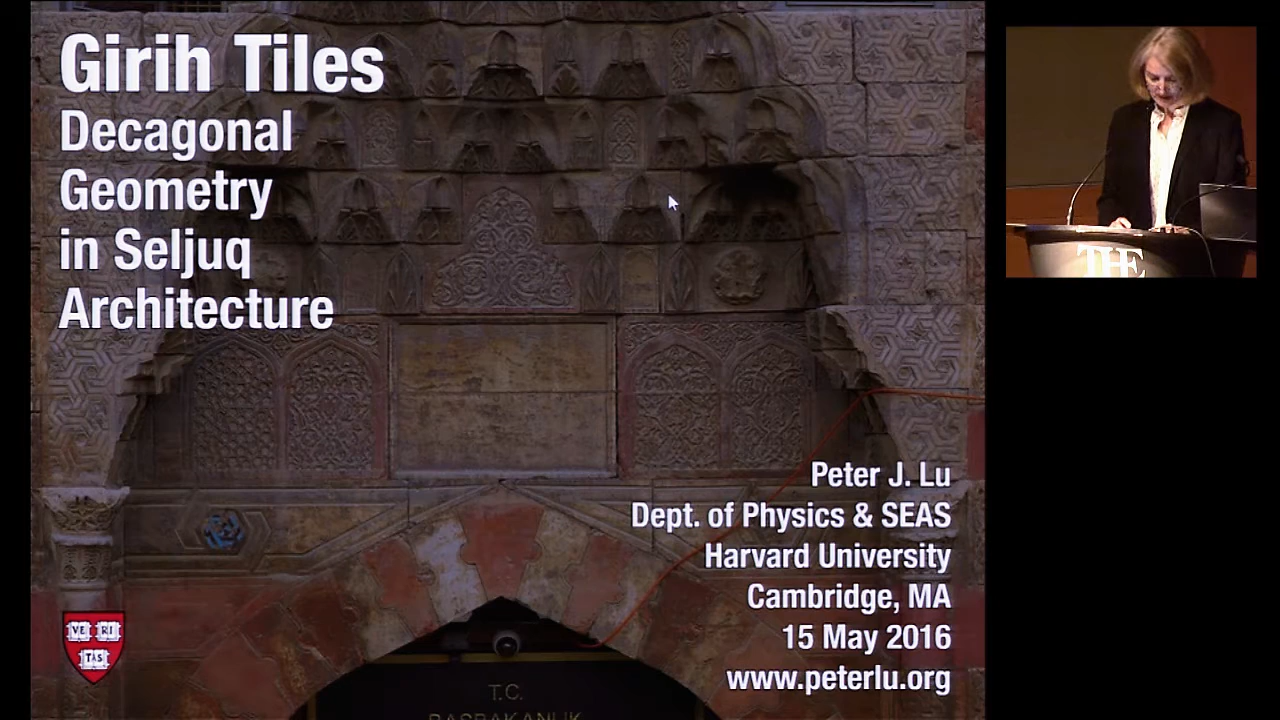 Girih Tiles
Decagonal
Geometry
in Seljuq
Architecture
Peter J. Lu
Dept. of Physics & SEAS
Harvard University
Cambridge, MA
15 May 2016
www.peterlu.org
VE RI
TAS
T.C.
THE